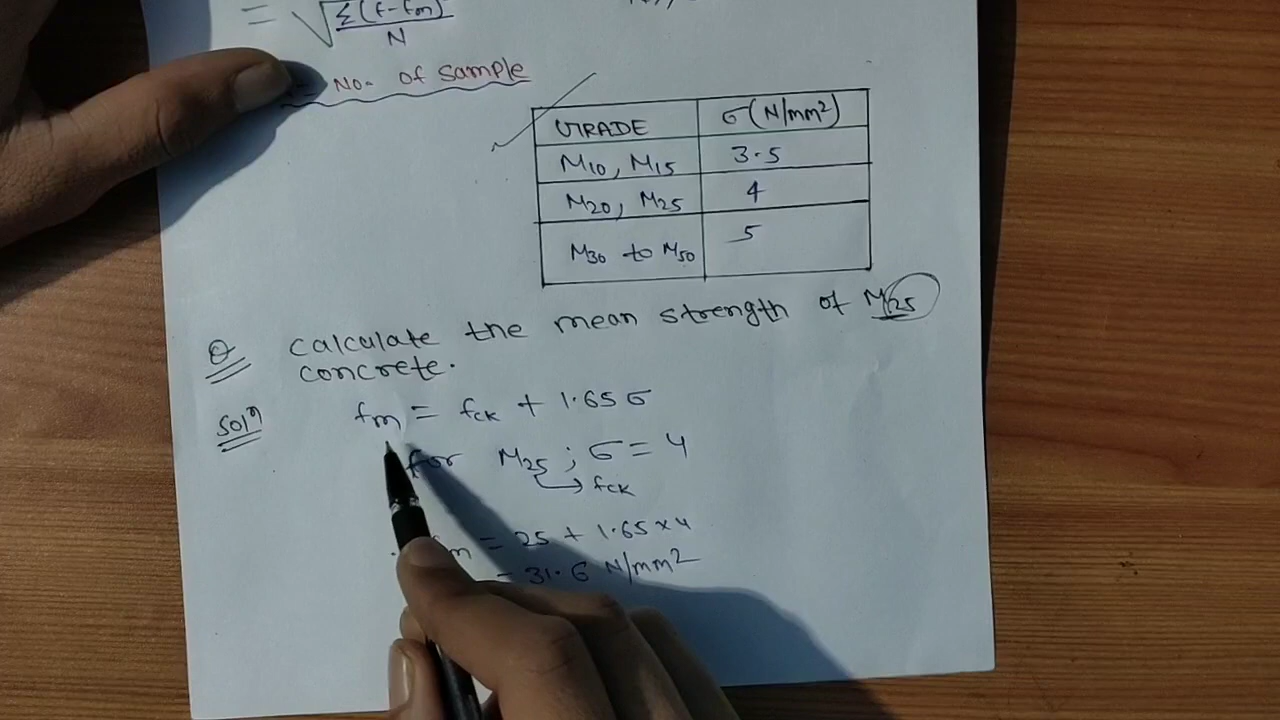 = √Σ(f-fm)
N
No. of sample
GRADE σ(N/mm²)
M10, M15 3.5
M20, M25 4
M30 to M50 5
Q Calculate the mean strength of M25
concrete.
Solⁿ fm = fck + 1.65σ
for M25 ; σ = 4
→ fck
m = 25 + 1.65×4
= 31.6 N/mm²